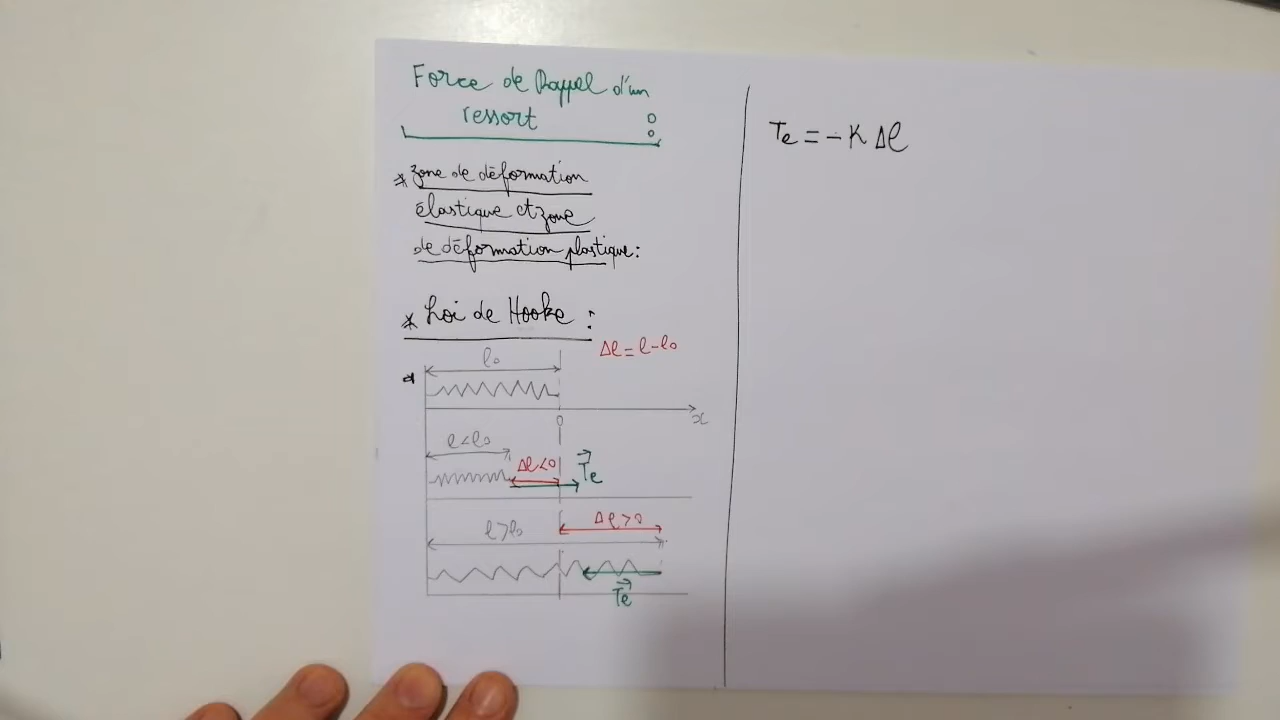 Force de Rappel d'un
ressort :
* zone de déformation
élastique et zone
de déformation plastique:
* Loi de Hooke :
Δl = l - l₀
l₀
x
0
l < l₀
Δl < 0
Te
l > l₀
Δl > 0
Te
Te = - K Δl